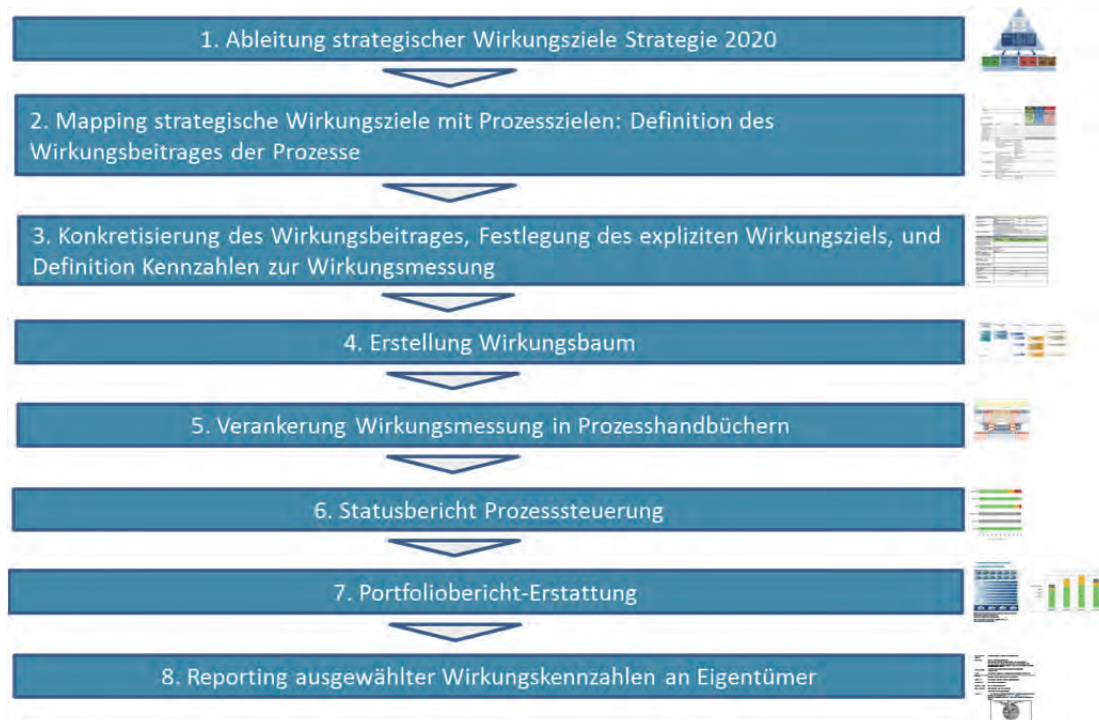 1. Ableitung strategischer Wirkungsziele Strategie 2020
2. Mapping strategische Wirkungsziele mit Prozesszielen: Definition des
Wirkungsbeitrages der Prozesse
3. Konkretisierung des Wirkungsbeitrages, Festlegung des expliziten Wirkungsziels, und
Definition Kennzahlen zur Wirkungsmessung
4. Erstellung Wirkungsbaum
5. Verankerung Wirkungsmessung in Prozesshandbüchern
6. Statusbericht Prozesssteuerung
7. Portfoliobericht-Erstattung
8. Reporting ausgewählter Wirkungskennzahlen an Eigentümer